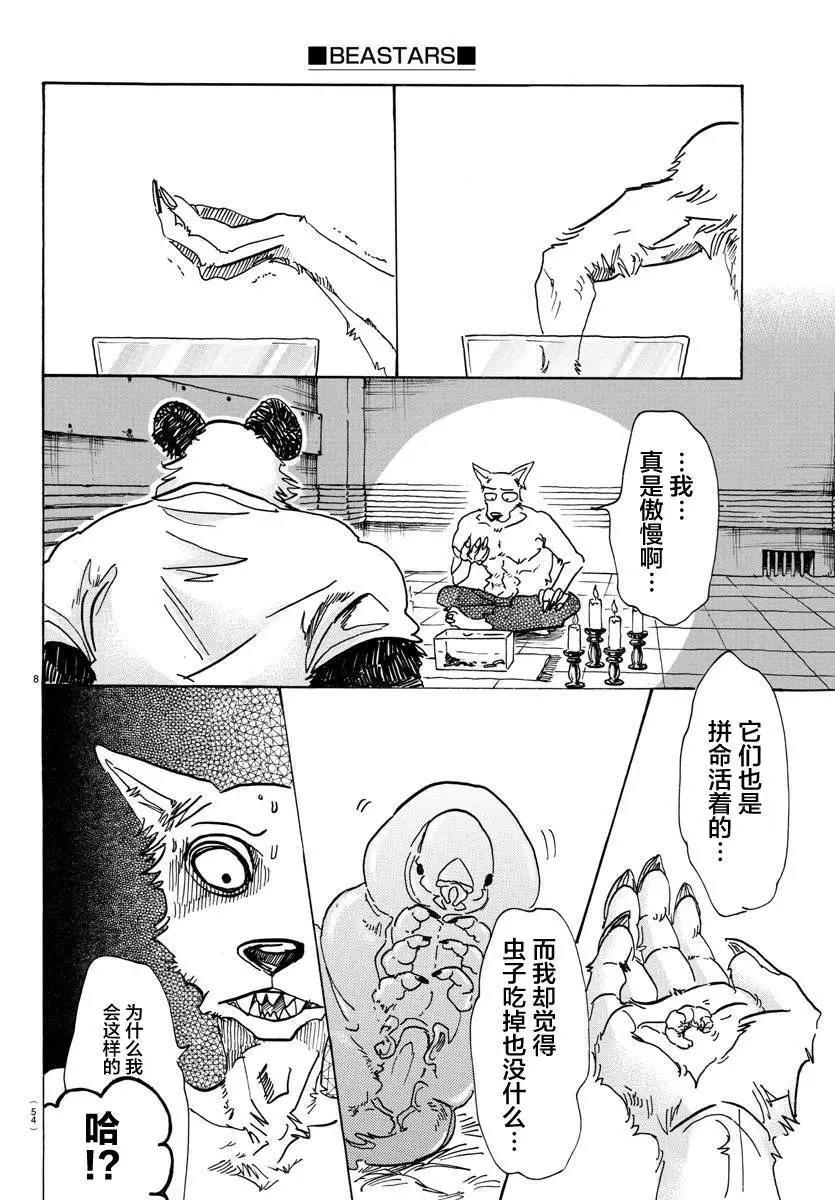 ■BEASTARS■
…我…
真是傲慢啊…
它们也是
拼命活着的…
而我却觉得
虫子吃掉也没什么…
为什么我
会这样的
哈!?
8
(54)